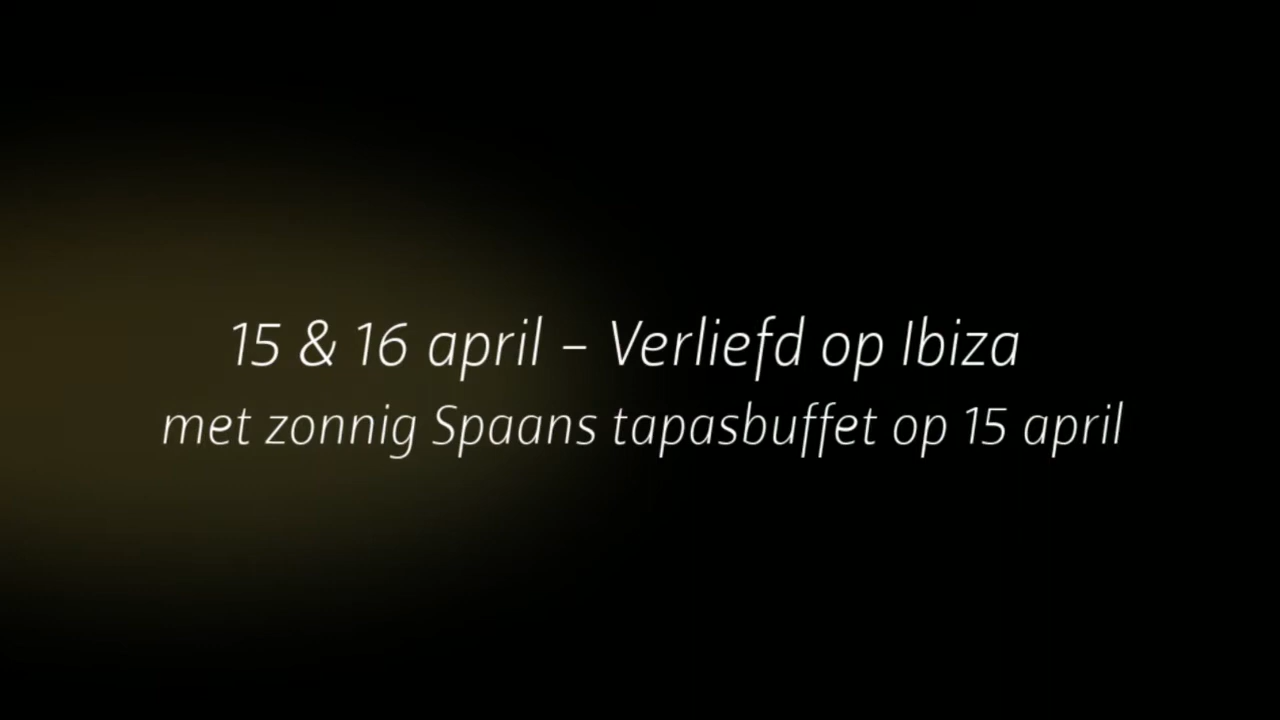 15 & 16 april – Verliefd op Ibiza
met zonnig Spaans tapasbuffet op 15 april